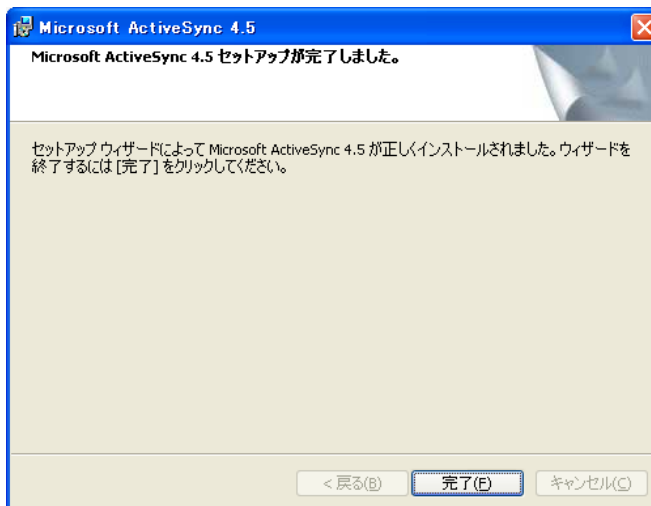 Microsoft ActiveSync 4.5
Microsoft ActiveSync 4.5 セットアップが完了しました。
セットアップ ウィザードによって Microsoft ActiveSync 4.5 が正しくインストールされました。ウィザードを
終了するには [完了] をクリックしてください。
< 戻る(B)
完了(F)
キャンセル(C)